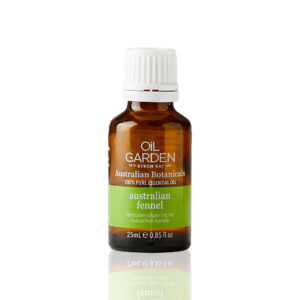 OiL
GARDEN
BYRON BAY
Australian Botanicals
100% PURE ESSENTIAL OIL
australian
fennel
25mL e 0.85 fl oz